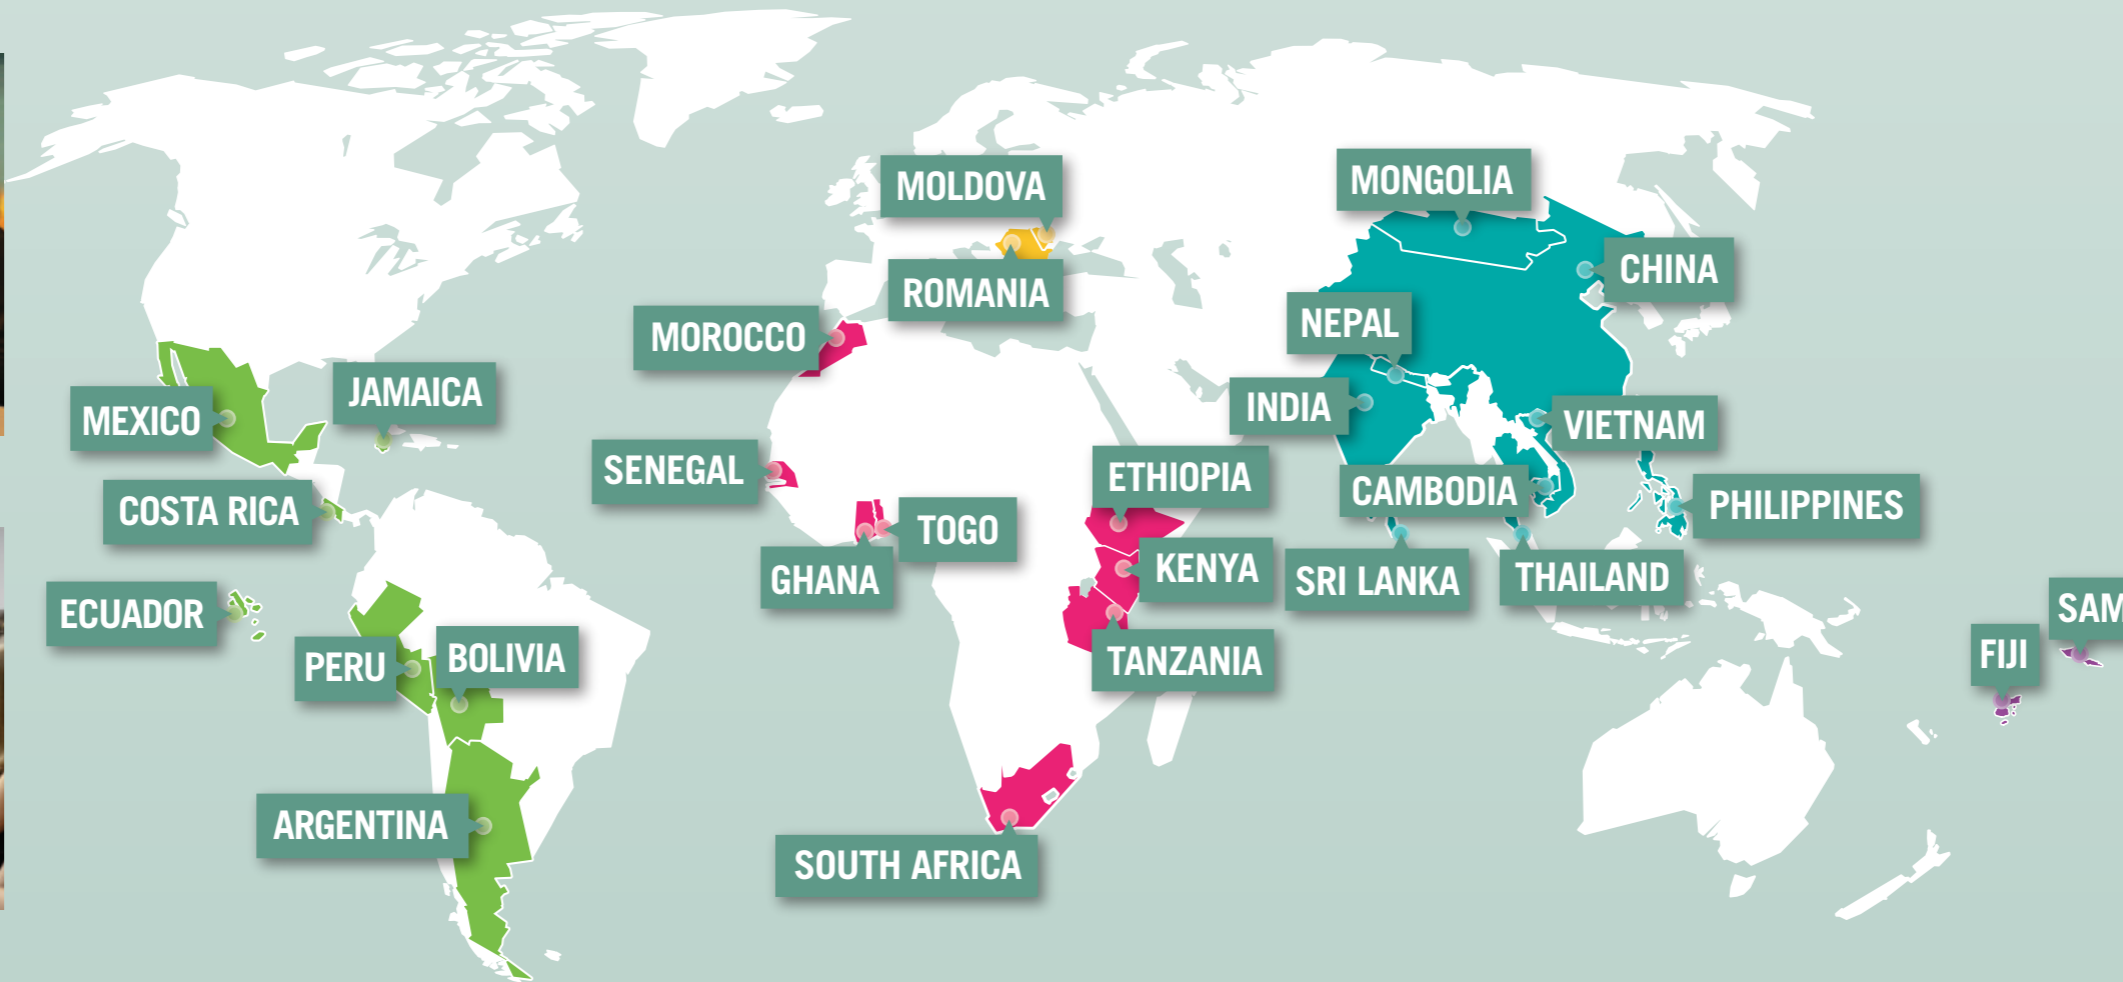 MOLDOVA
MONGOLIA
CHINA
ROMANIA
MOROCCO
NEPAL
JAMAICA
MEXICO
INDIA
VIETNAM
SENEGAL
ETHIOPIA
CAMBODIA
PHILIPPINES
COSTA RICA
TOGO
KENYA
GHANA
SRI LANKA
THAILAND
ECUADOR
SAM
FIJI
PERU
BOLIVIA
TANZANIA
ARGENTINA
SOUTH AFRICA